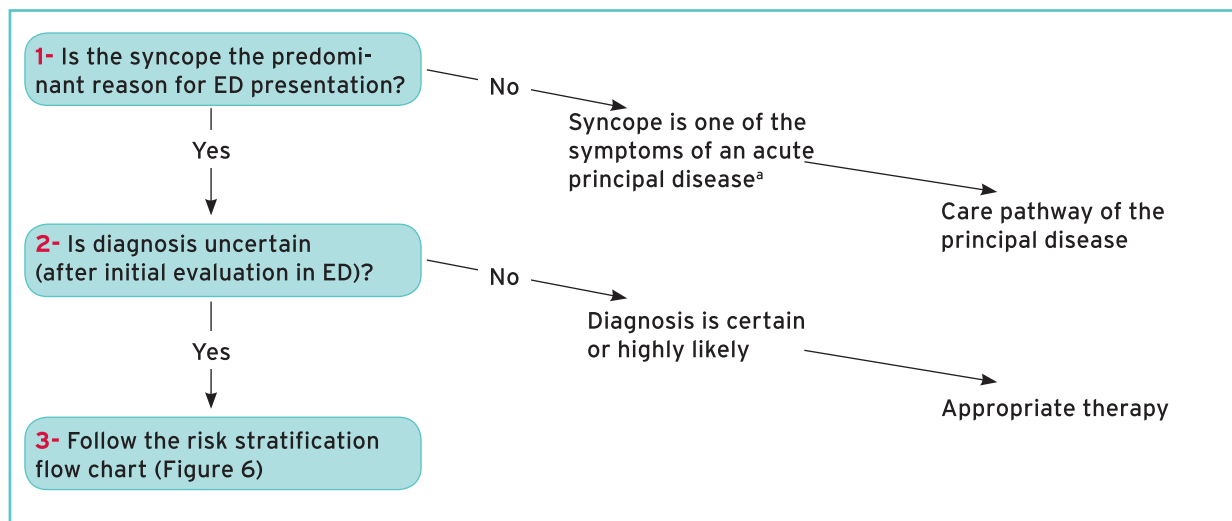 1- Is the syncope the predomi-
nant reason for ED presentation?
No
Syncope is one of the
symptoms of an acute
principal diseaseᵃ
Care pathway of the
principal disease
Yes
2- Is diagnosis uncertain
(after initial evaluation in ED)?
No
Diagnosis is certain
or highly likely
Appropriate therapy
Yes
3- Follow the risk stratification
flow chart (Figure 6)